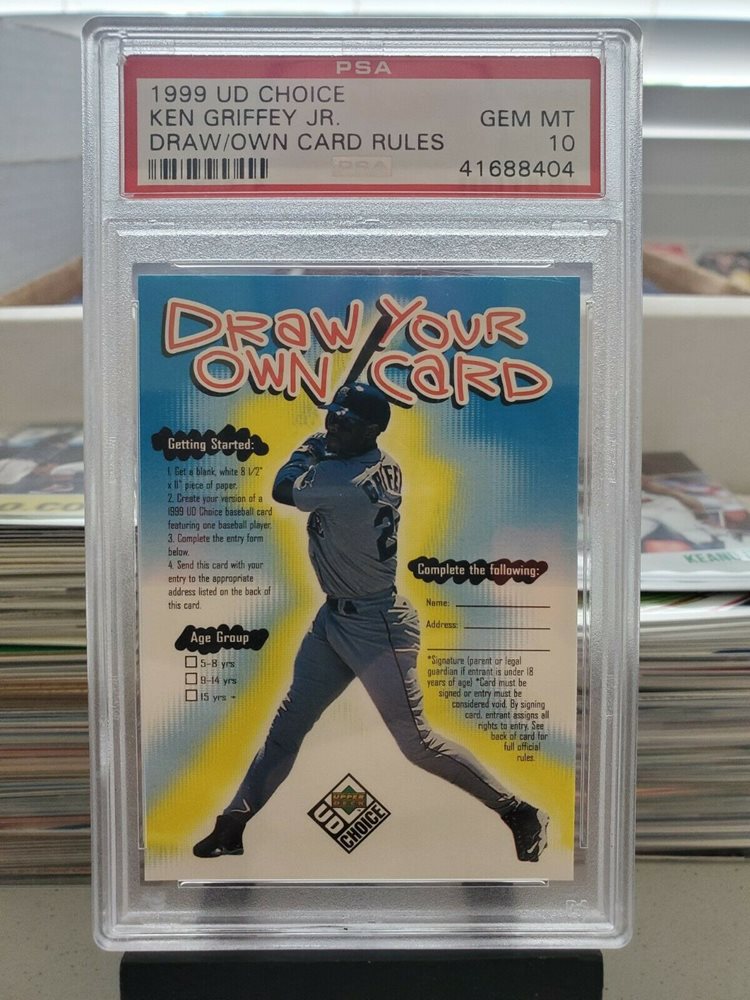 PSA
1999 UD CHOICE
KEN GRIFFEY JR.
GEM MT
DRAW/OWN CARD RULES
10
PSA
41688404
DRAW YOUR
OWN CARD
Getting Started:
1. Get a blank, white 8 1/2"
x 11" piece of paper.
2. Create your version of a
1999 UD Choice baseball card
featuring one baseball player.
3. Complete the entry form
below.
4. Send this card with your
entry to the appropriate
address listed on the back of
this card.
Age Group
5-8 yrs
9-14 yrs
15 yrs +
GRIFFE
2
Complete the following:
Name:
Address:
*Signature (parent or legal
guardian if entrant is under 18
years of age) *Card must be
signed or entry must be
considered void. By signing
card, entrant assigns all
rights to entry. See
back of card for
full official
rules.
UPPER
DECK
UD
CHOICE
KEAN